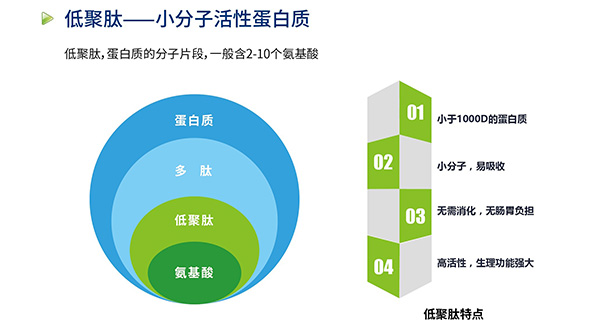 低聚肽——小分子活性蛋白质
低聚肽，蛋白质的分子片段，一般含2-10个氨基酸
蛋白质
多 肽
低聚肽
氨基酸
01
小于1000D的蛋白质
02
小分子，易吸收
03
无需消化，无肠胃负担
04
高活性，生理功能强大
低聚肽特点